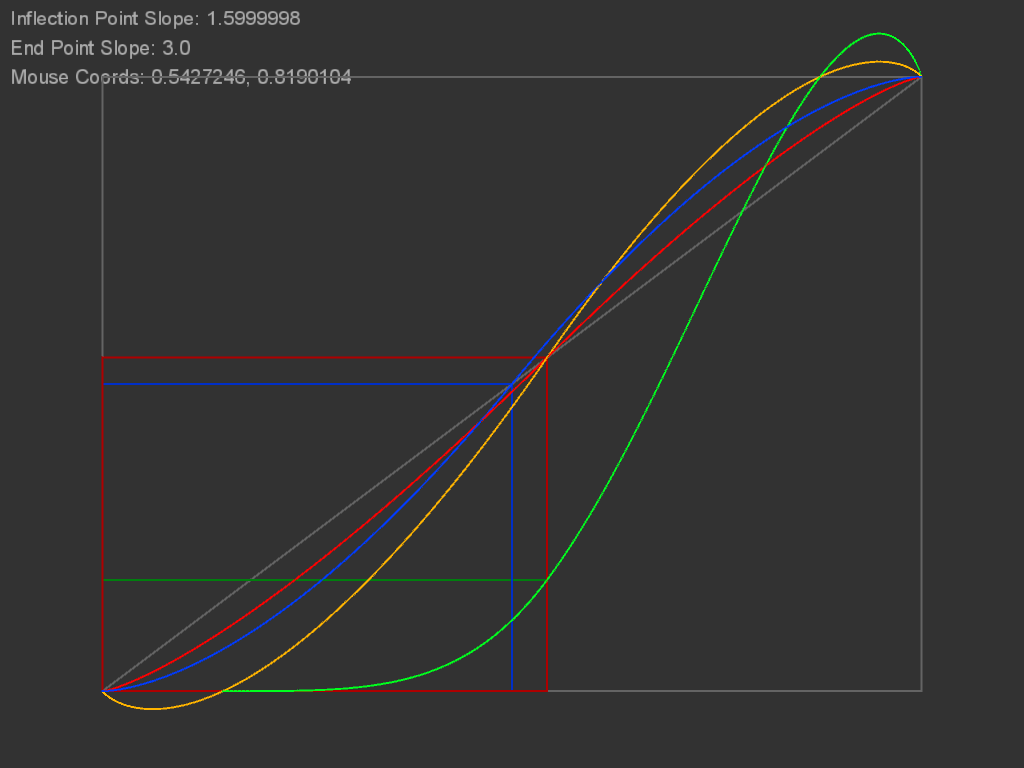 Inflection Point Slope: 1.5999998
End Point Slope: 3.0
Mouse Coords: 0.5427246, 0.8190104